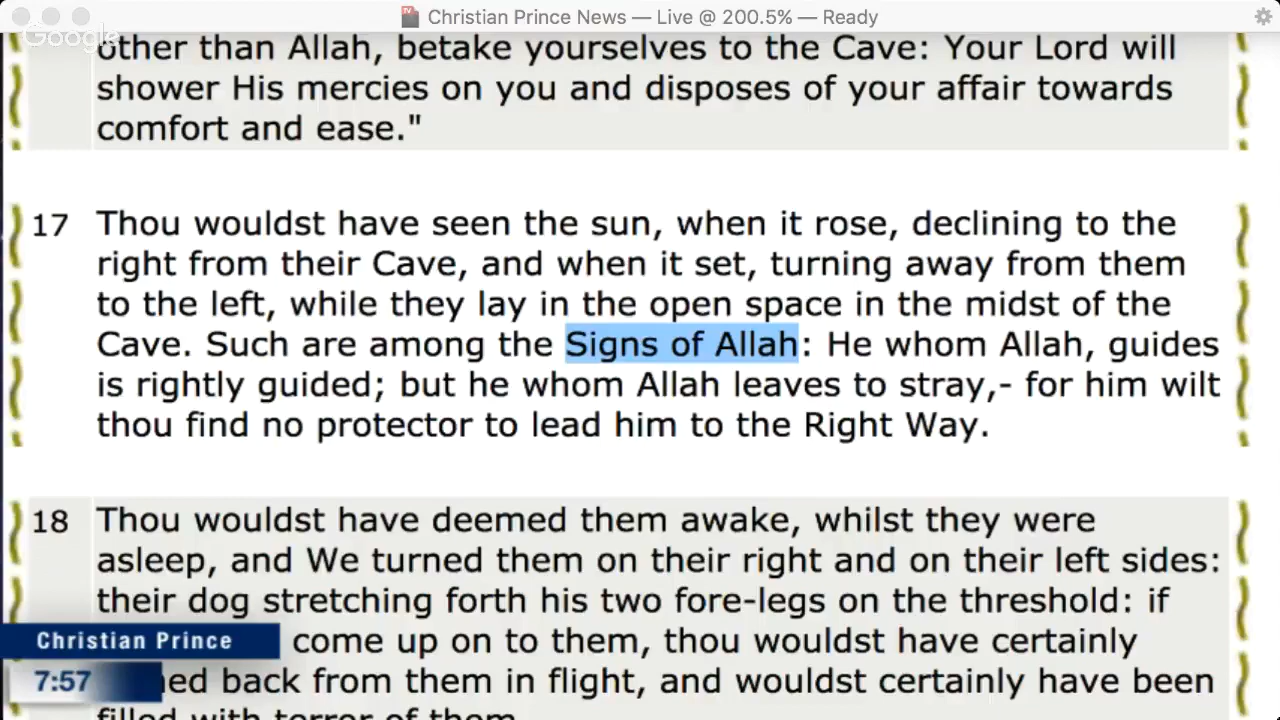 Christian Prince News — Live @ 200.5% — Ready
Google
other than Allah, betake yourselves to the Cave: Your Lord will
shower His mercies on you and disposes of your affair towards
comfort and ease."
17 Thou wouldst have seen the sun, when it rose, declining to the
right from their Cave, and when it set, turning away from them
to the left, while they lay in the open space in the midst of the
Cave. Such are among the Signs of Allah: He whom Allah, guides
is rightly guided; but he whom Allah leaves to stray,- for him wilt
thou find no protector to lead him to the Right Way.
18 Thou wouldst have deemed them awake, whilst they were
asleep, and We turned them on their right and on their left sides:
their dog stretching forth his two fore-legs on the threshold: if
come up on to them, thou wouldst have certainly
back from them in flight, and wouldst certainly have been
filled with terror of them.
Christian Prince
7:57